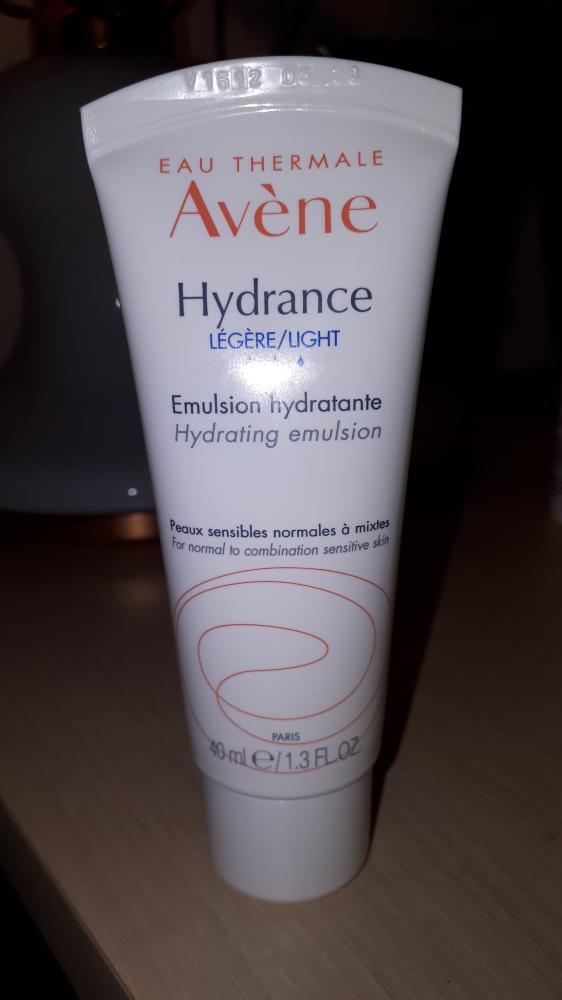 EAU THERMALE
Avène
Hydrance
LÉGÈRE/LIGHT
Emulsion hydratante
Hydrating emulsion
Peaux sensibles normales à mixtes
For normal to combination sensitive skin
PARIS
40 ml ℮/1.3 FL.OZ.